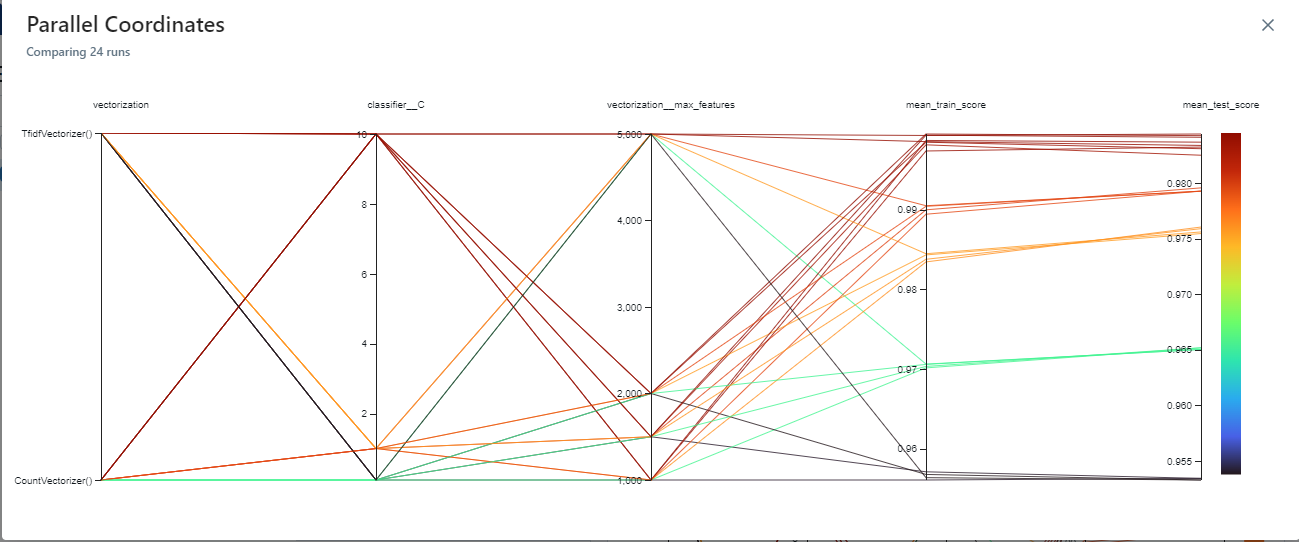 Parallel Coordinates
Comparing 24 runs
vectorization
classifier__C
vectorization__max_features
mean_train_score
mean_test_score
TfidfVectorizer()
CountVectorizer()
10
8
6
4
2
5,000
4,000
3,000
2,000
1,000
0.99
0.98
0.97
0.96
0.980
0.975
0.970
0.965
0.960
0.955